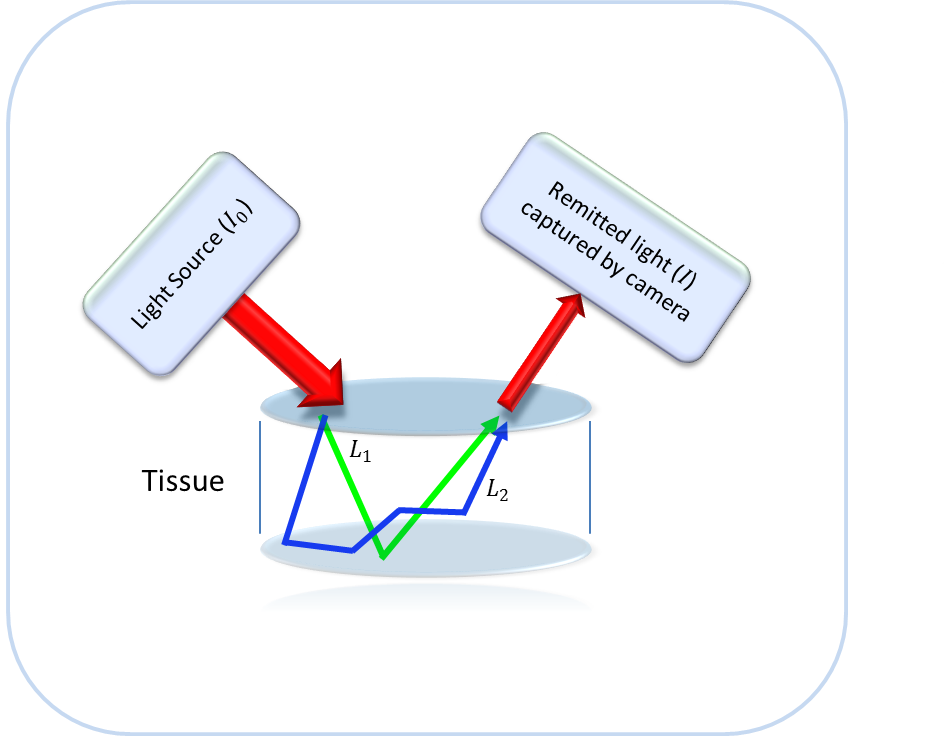 Light Source (I₀)
Remitted light (I)
captured by camera
Tissue
L₁
L₂